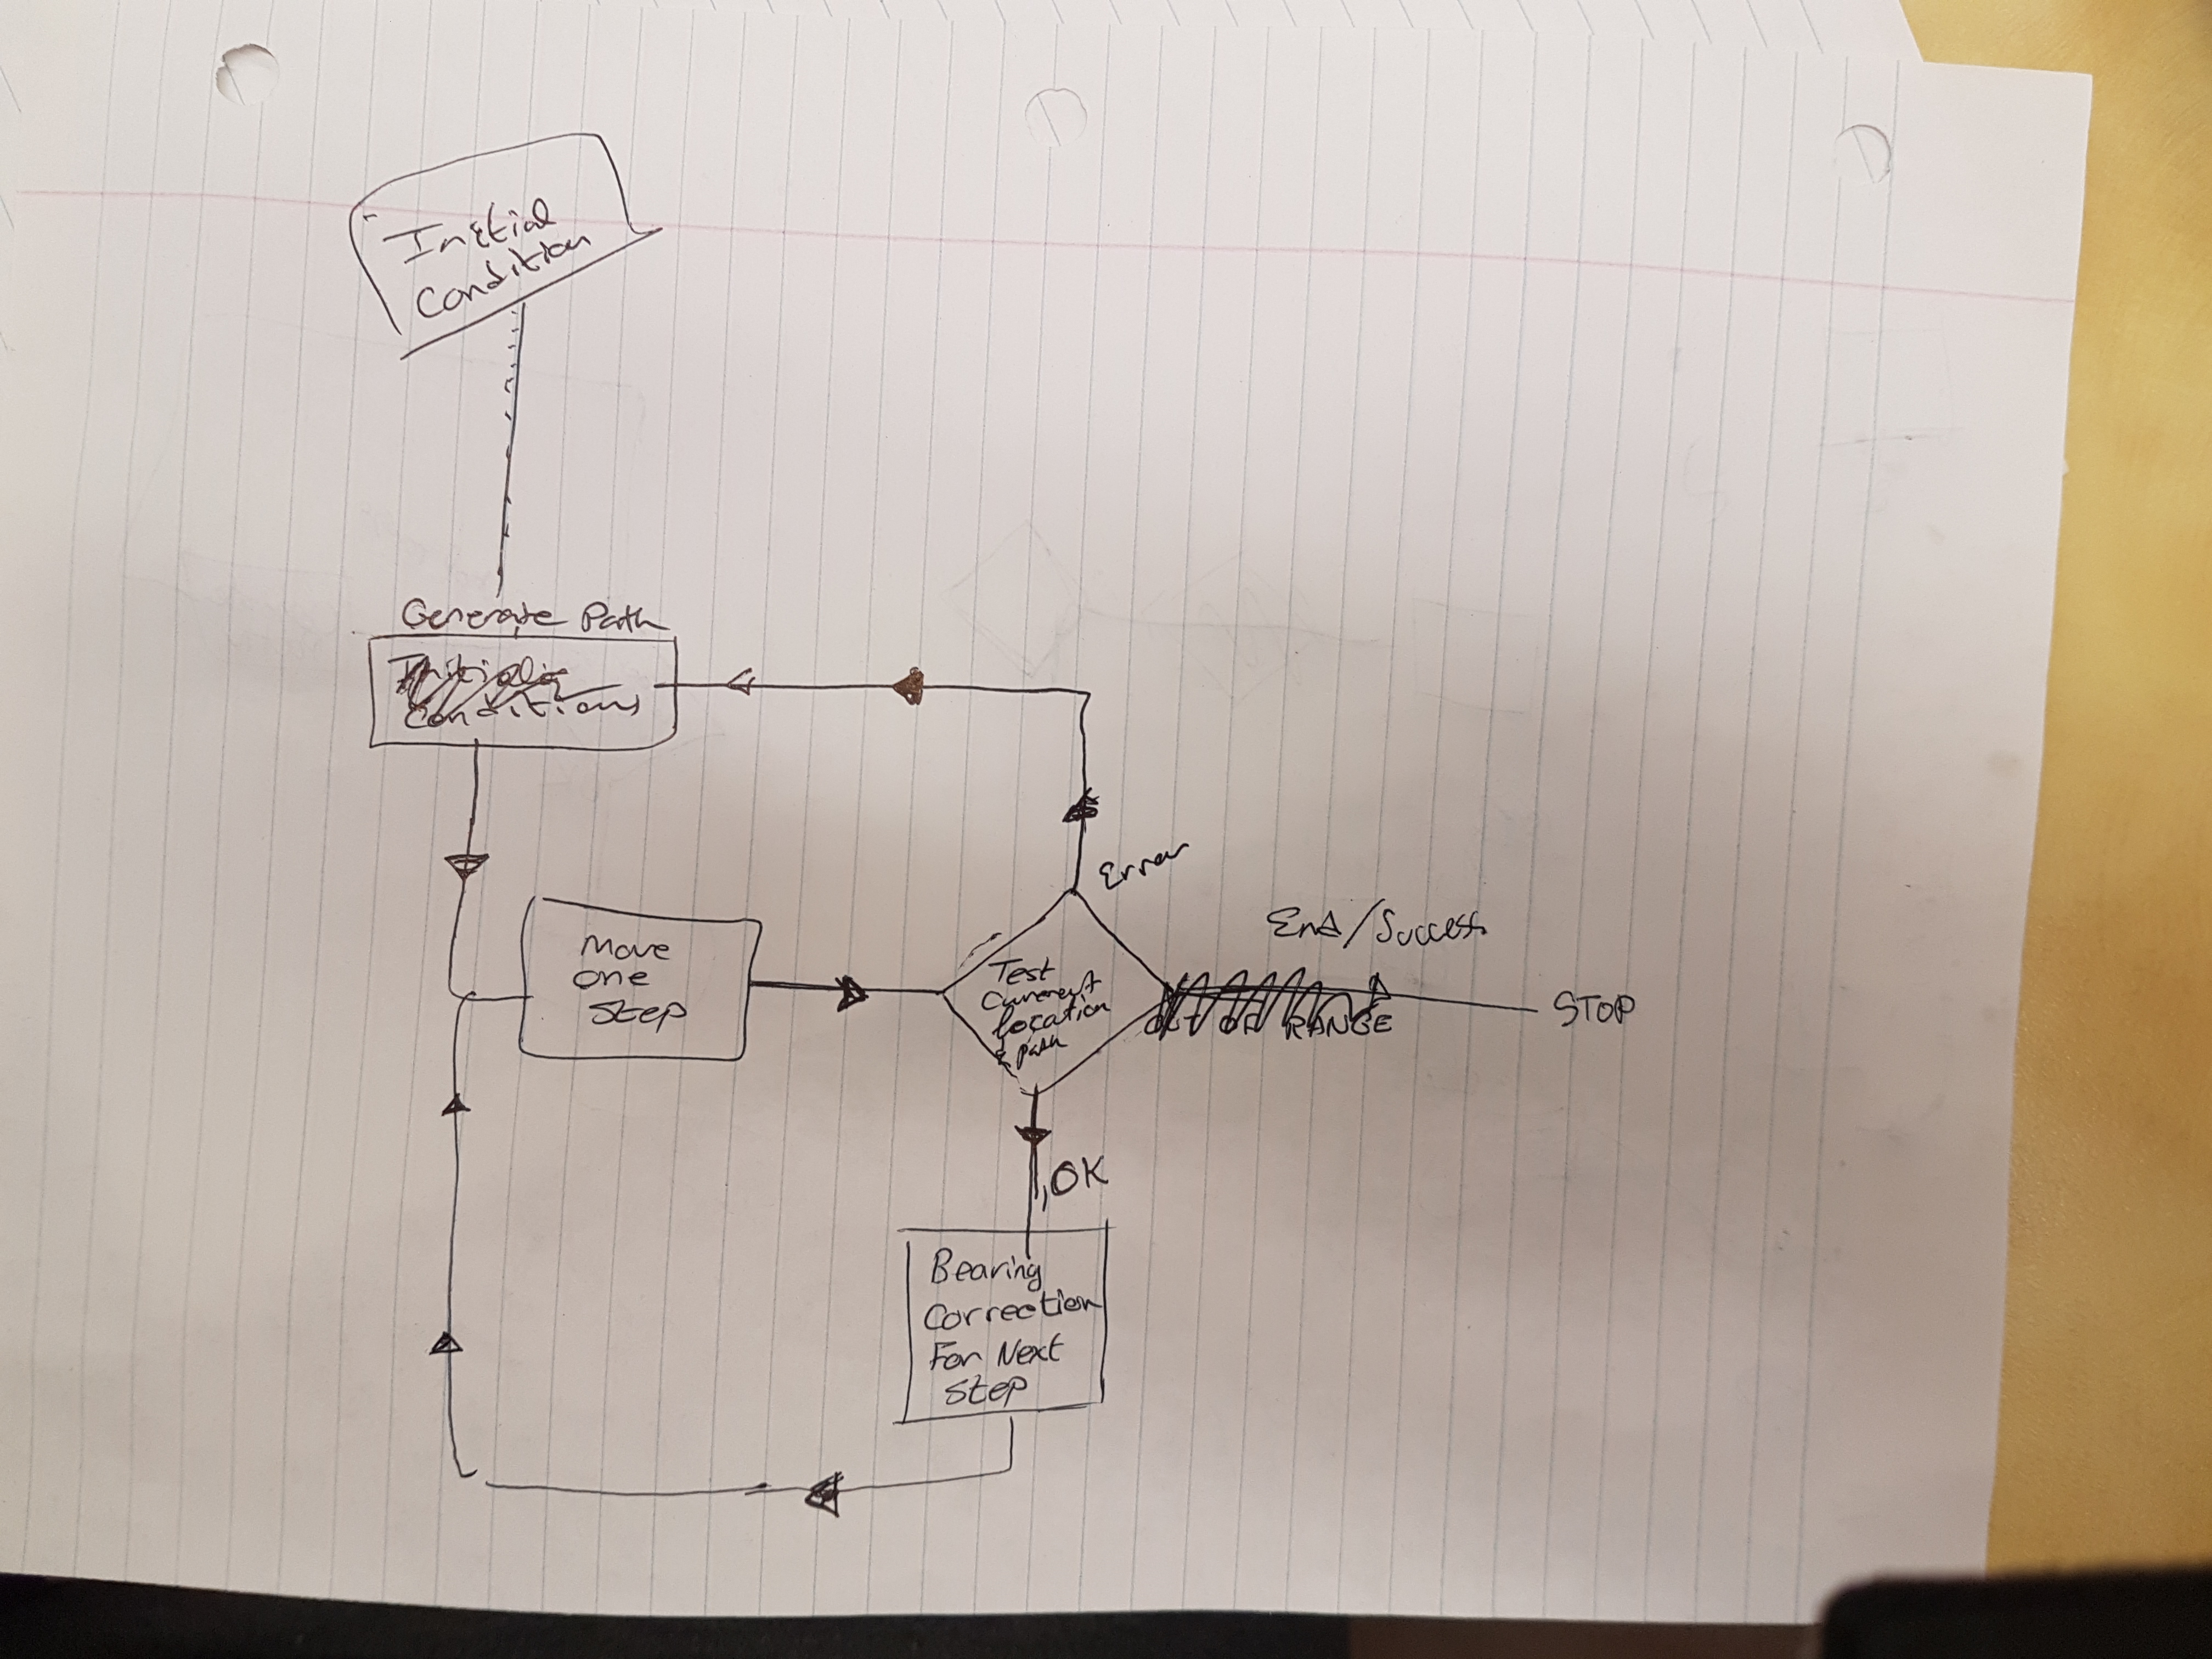 Initial
Condition
Generate Path
Initialise
Conditions
Error
End/Success
Move
one
Step
Test
Current
location
& path
OUT OF RANGE
STOP
OK
Bearing
Correction
For Next
Step